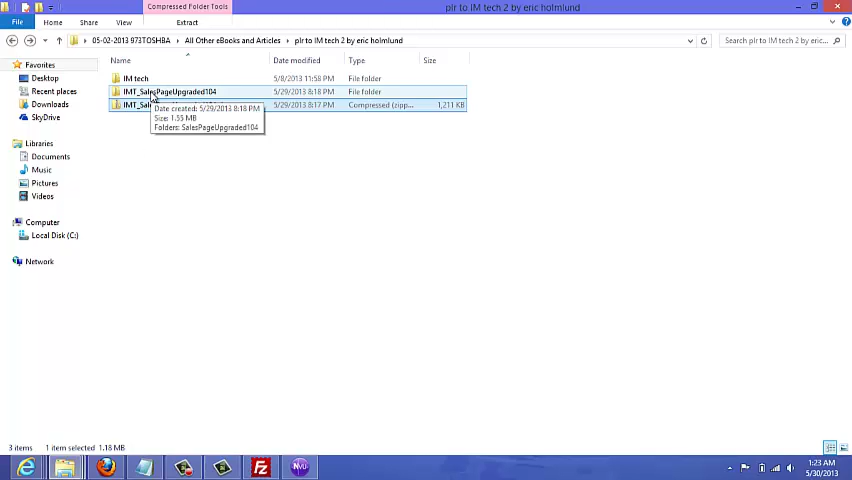 Compressed Folder Tools
plr to IM tech 2 by eric holmlund
File Home Share View Extract
05-02-2013 973TOSHBA All Other eBooks and Articles plr to IM tech 2 by eric holmlund
Search plr to IM tech 2 by eric...
Name Date modified Type Size
Favorites
Desktop
Recent places
Downloads
SkyDrive
Libraries
Documents
Music
Pictures
Videos
Computer
Local Disk (C:)
Network
IM tech 5/8/2013 11:58 PM File folder
IMT_SalesPageUpgraded104 5/29/2013 8:18 PM File folder
IMT_Sa 5/29/2013 8:17 PM Compressed (zipp... 1,211 KB
Date created: 5/29/2013 8:18 PM
Size: 1.55 MB
Folders: SalesPageUpgraded104
3 items 1 item selected 1.18 MB
1:23 AM
5/30/2013